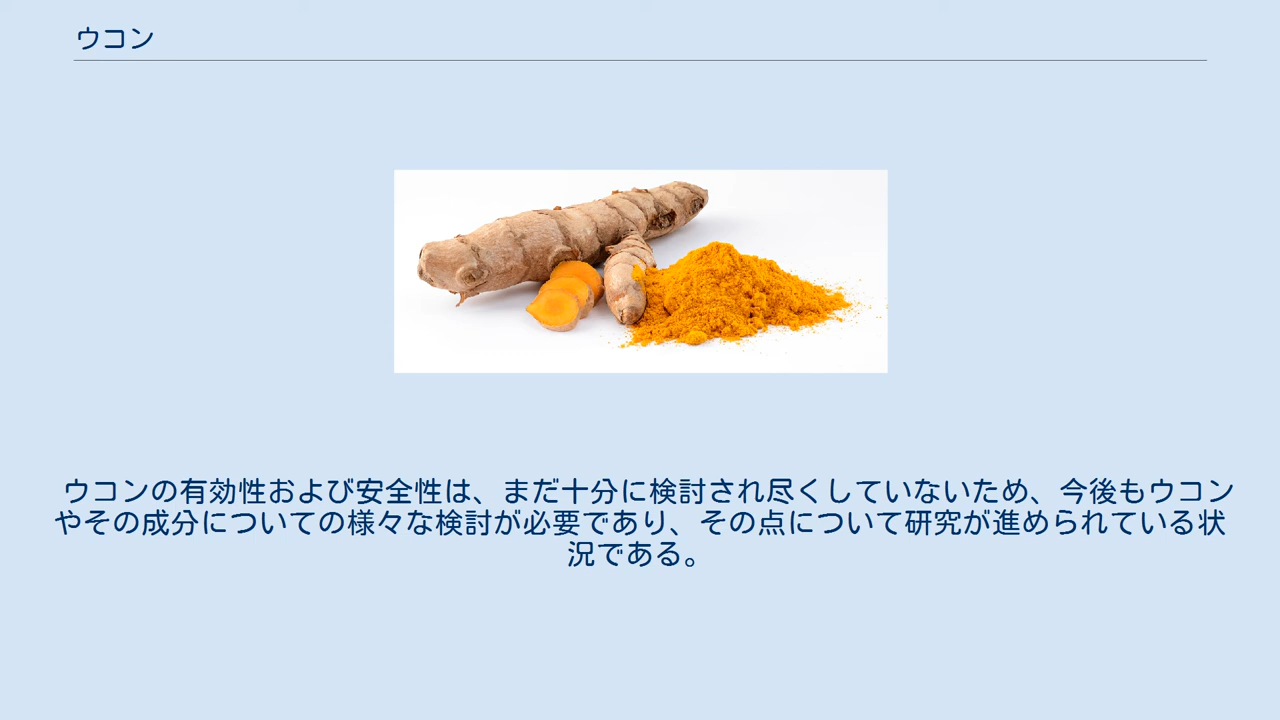 ウコン
ウコンの有効性および安全性は、まだ十分に検討され尽くしていないため、今後もウコン
やその成分についての様々な検討が必要であり、その点について研究が進められている状
況である。